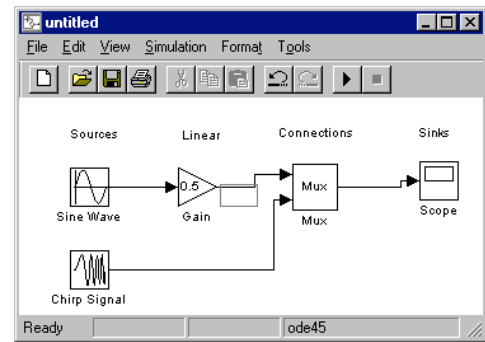 untitled
File Edit View Simulation Format Tools
Sources Linear Connections Sinks
0.5 Mux
Sine Wave Gain Mux Scope
Chirp Signal
Ready ode45